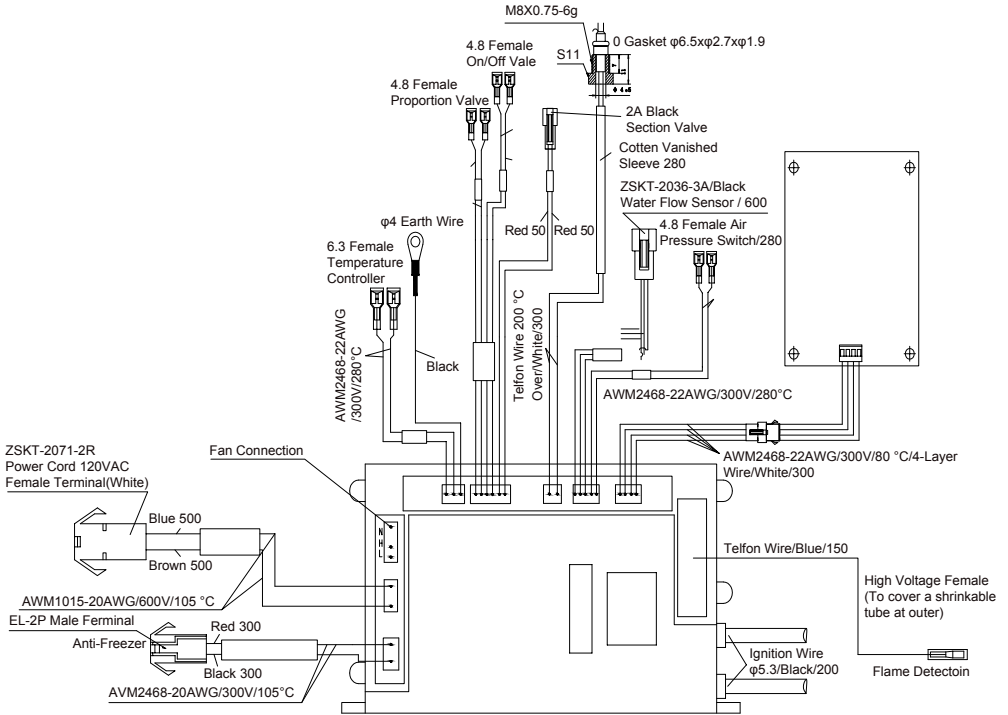 M8X0.75-6g
0 Gasket φ6.5xφ2.7xφ1.9
S11
4.8 Female
On/Off Vale
4.8 Female
Proportion Valve
2A Black
Section Valve
Cotten Vanished
Sleeve 280
ZSKT-2036-3A/Black
Water Flow Sensor / 600
4.8 Female Air
Pressure Switch/280
φ4 Earth Wire
6.3 Female
Temperature
Controller
Red 50
Red 50
AWM2468-22AWG
/300V/280°C
Black
Telfon Wire 200 °C
Over/White/300
AWM2468-22AWG/300V/280°C
AWM2468-22AWG/300V/80 °C/4-Layer
Wire/White/300
ZSKT-2071-2R
Power Cord 120VAC
Female Terminal(White)
Fan Connection
Blue 500
Brown 500
N
H
L
AWM1015-20AWG/600V/105 °C
EL-2P Male Ferminal
Anti-Freezer
Red 300
Black 300
AVM2468-20AWG/300V/105°C
Telfon Wire/Blue/150
High Voltage Female
(To cover a shrinkable
tube at outer)
Ignition Wire
φ5.3/Black/200
Flame Detectoin